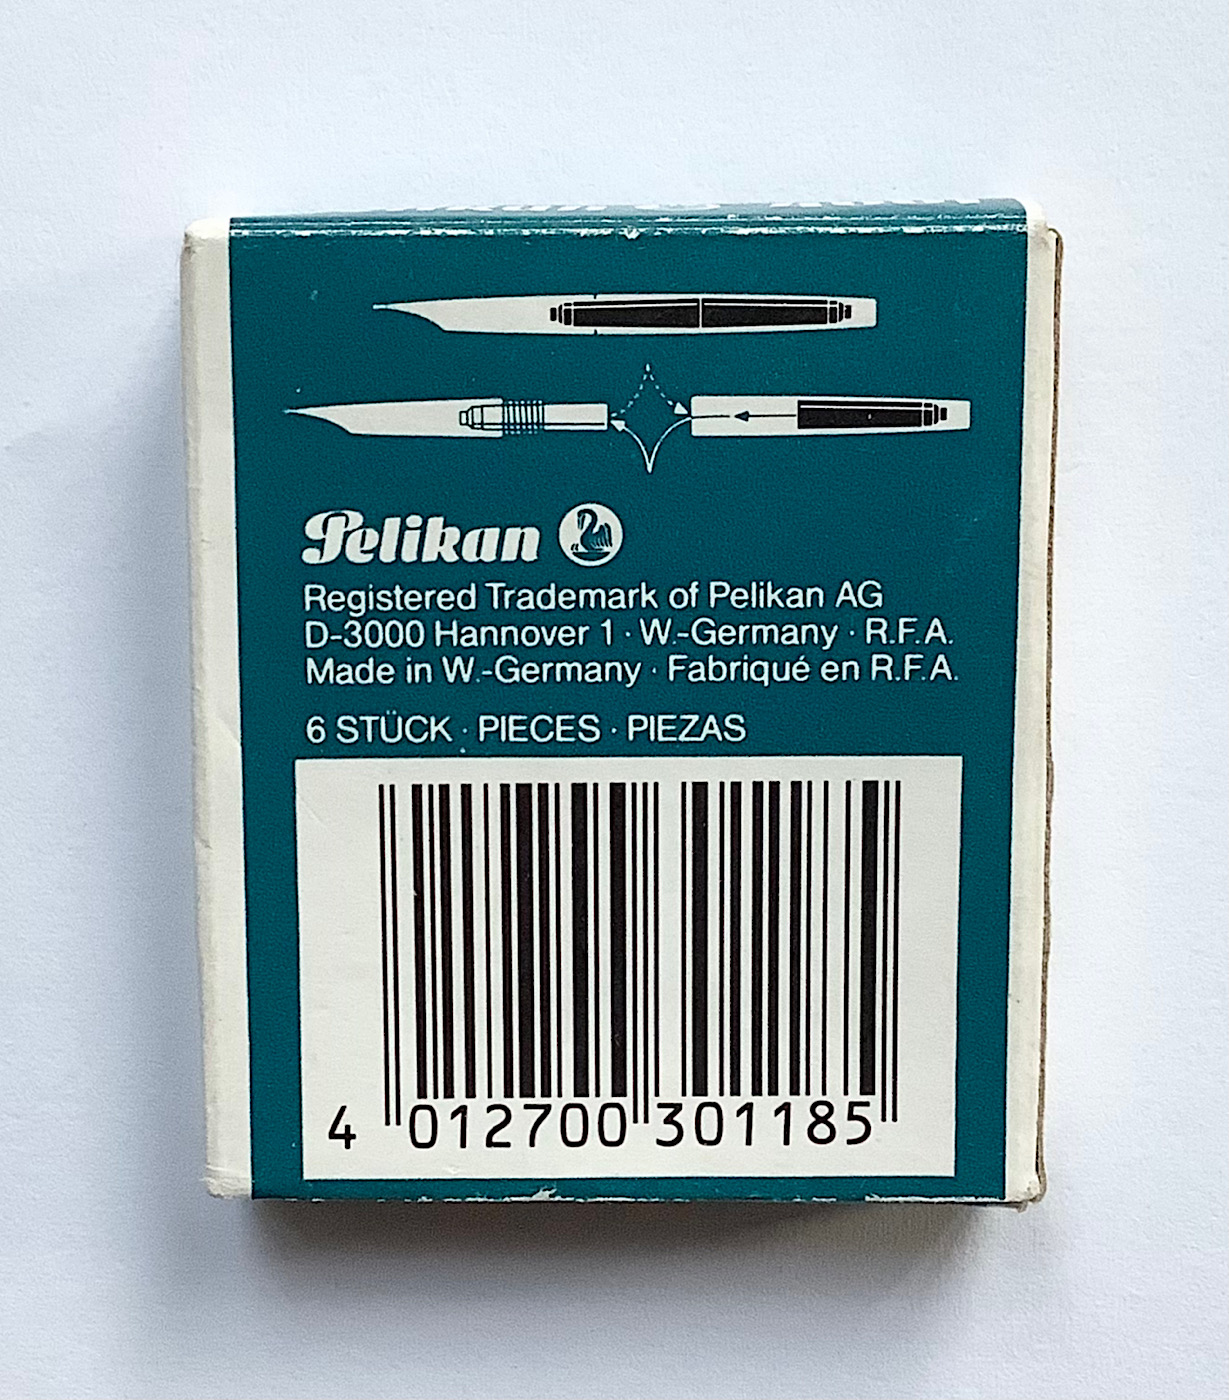 Pelikan
Registered Trademark of Pelikan AG
D-3000 Hannover 1 · W.-Germany · R.F.A.
Made in W.-Germany · Fabriqué en R.F.A.
6 STÜCK · PIECES · PIEZAS
4 012700 301185